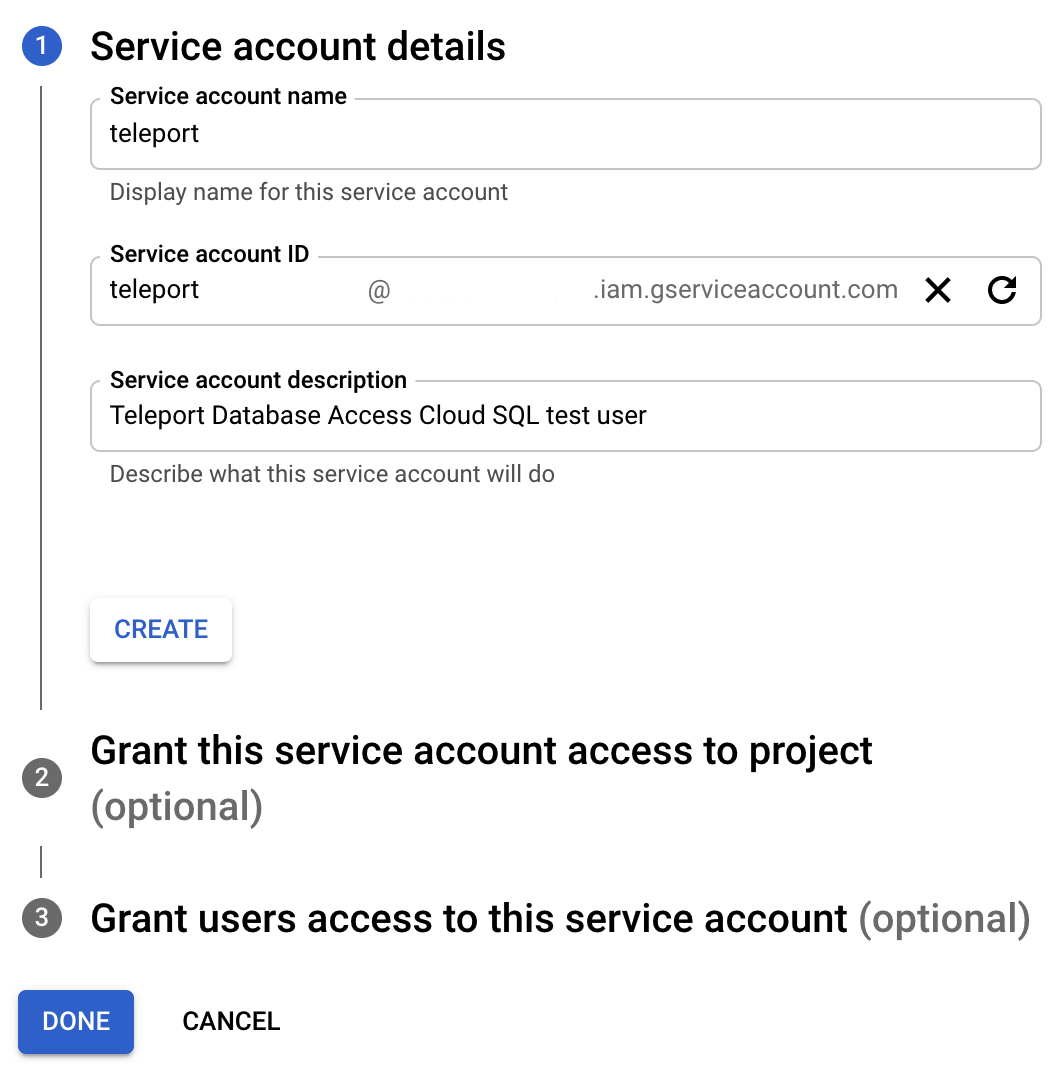 1 Service account details
Service account name
teleport
Display name for this service account
Service account ID
teleport @ .iam.gserviceaccount.com
Service account description
Teleport Database Access Cloud SQL test user
Describe what this service account will do
CREATE
Grant this service account access to project
2
(optional)
3 Grant users access to this service account (optional)
DONE CANCEL